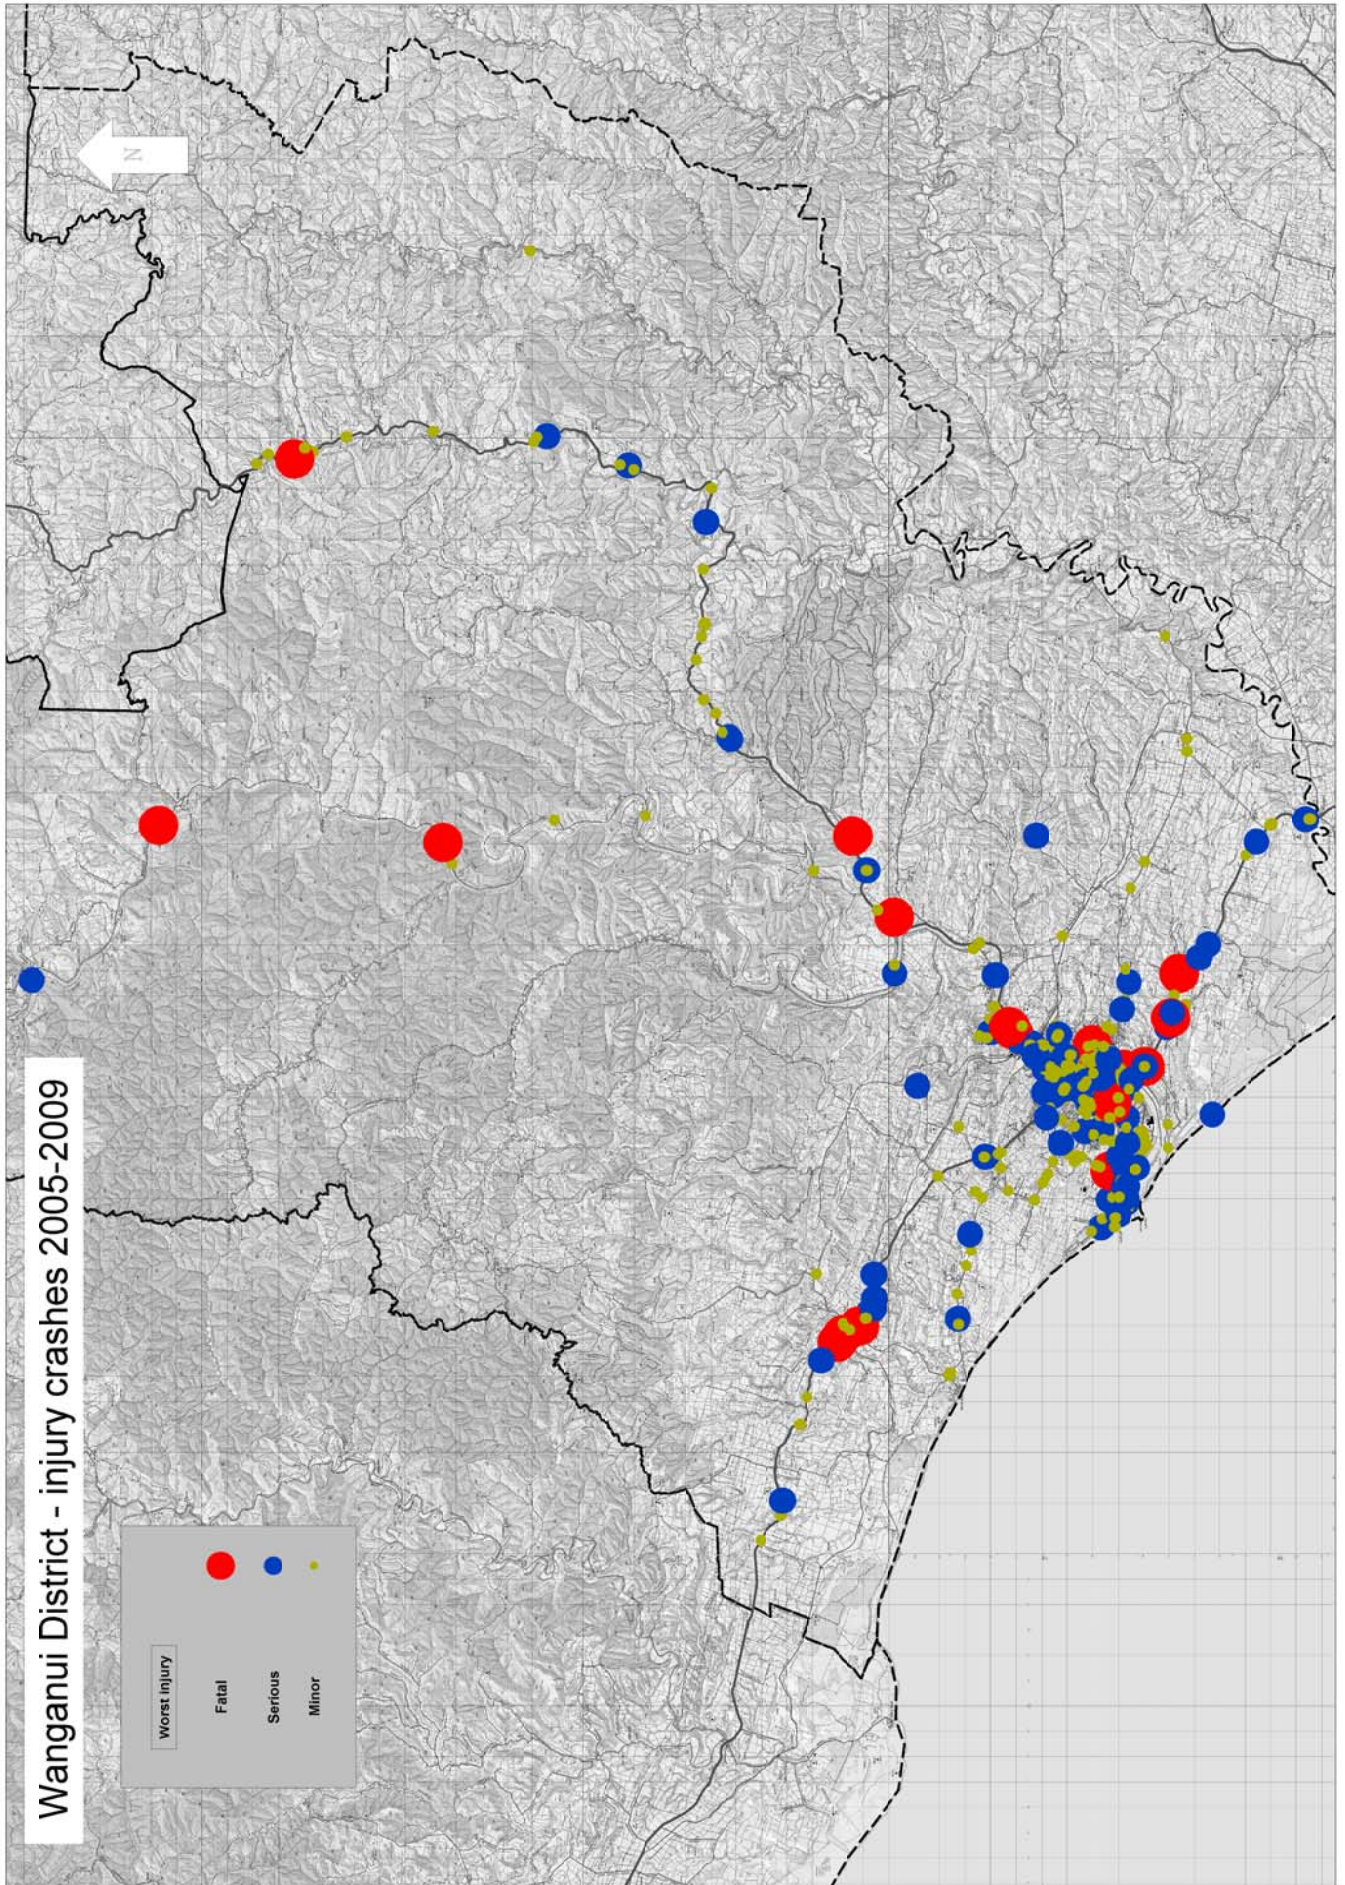 Wanganui District - injury crashes 2005-2009
N
Worst injury
Fatal
Serious
Minor